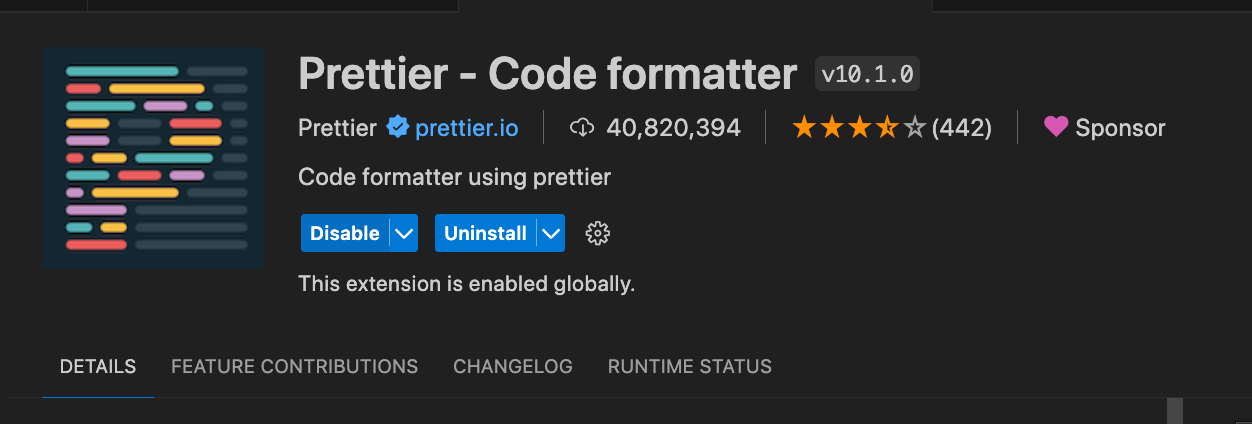 Prettier - Code formatter v10.1.0
Prettier prettier.io 40,820,394 (442) Sponsor
Code formatter using prettier
Disable Uninstall
This extension is enabled globally.
DETAILS FEATURE CONTRIBUTIONS CHANGELOG RUNTIME STATUS